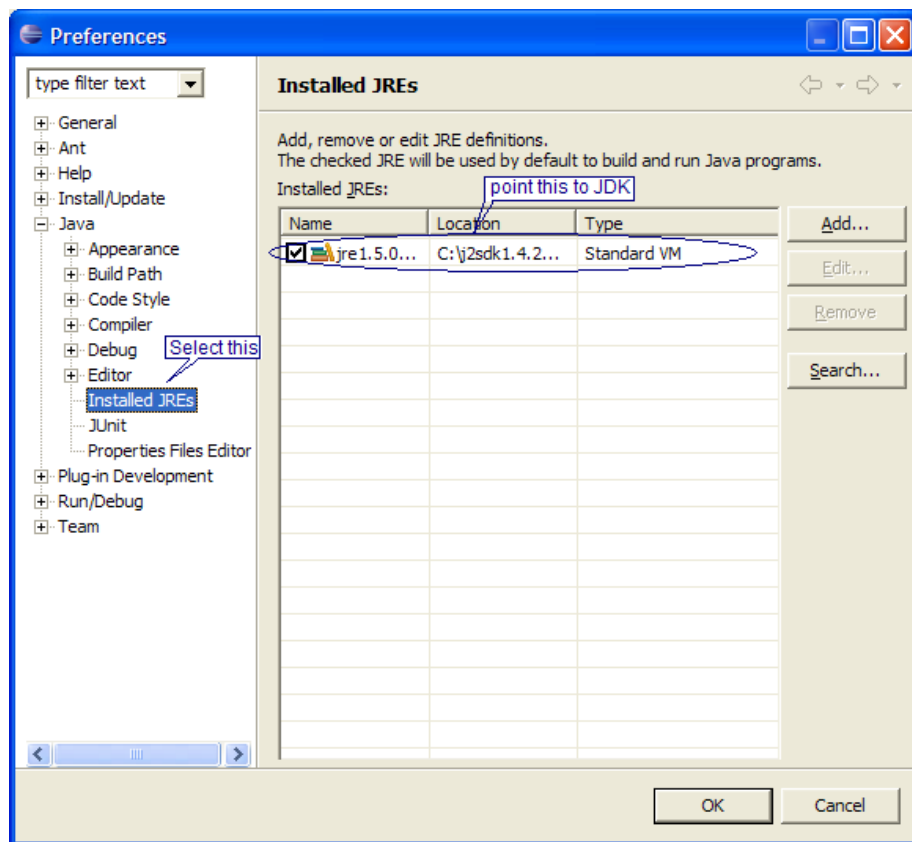 Preferences
type filter text
General
Ant
Help
Install/Update
Java
Appearance
Build Path
Code Style
Compiler
Debug
Select this
Editor
Installed JREs
JUnit
Properties Files Editor
Plug-in Development
Run/Debug
Team
Installed JREs
Add, remove or edit JRE definitions.
The checked JRE will be used by default to build and run Java programs.
Installed JREs:
point this to JDK
Name Location Type
jre1.5.0... C:\j2sdk1.4.2... Standard VM
Add...
Edit...
Remove
Search...
OK Cancel